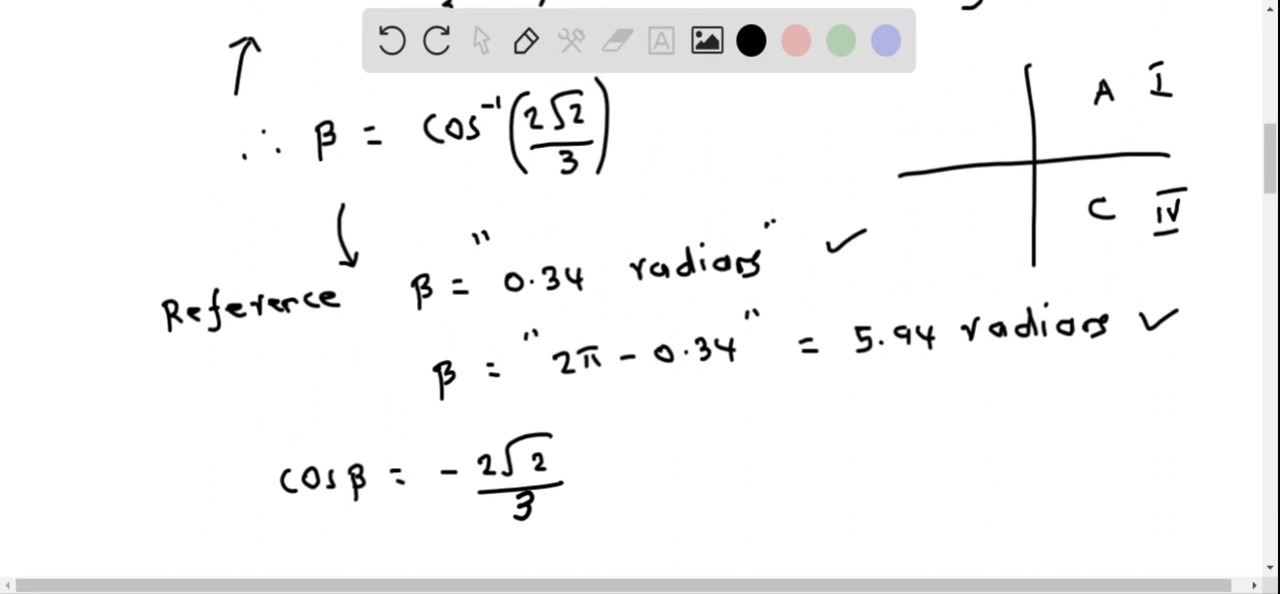 A I
∴ β = cos⁻¹(2√2/3)
C IV
Reference β = "0.34 radians" ✓
β = "2π - 0.34" = 5.94 radians ✓
cosβ = - 2√2/3